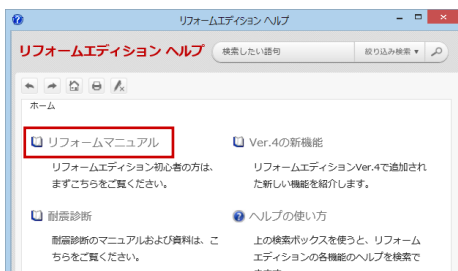 リフォームエディション ヘルプ
リフォームエディション ヘルプ
検索したい語句
絞り込み検索
ホーム
リフォームマニュアル
リフォームエディション初心者の方は、
まずこちらをご覧ください。
Ver.4の新機能
リフォームエディションVer.4で追加され
た新しい機能を紹介します。
耐震診断
耐震診断のマニュアルおよび資料は、こ
ちらをご覧ください。
ヘルプの使い方
上の検索ボックスを使うと、リフォーム
エディションの各機能のヘルプを検索で